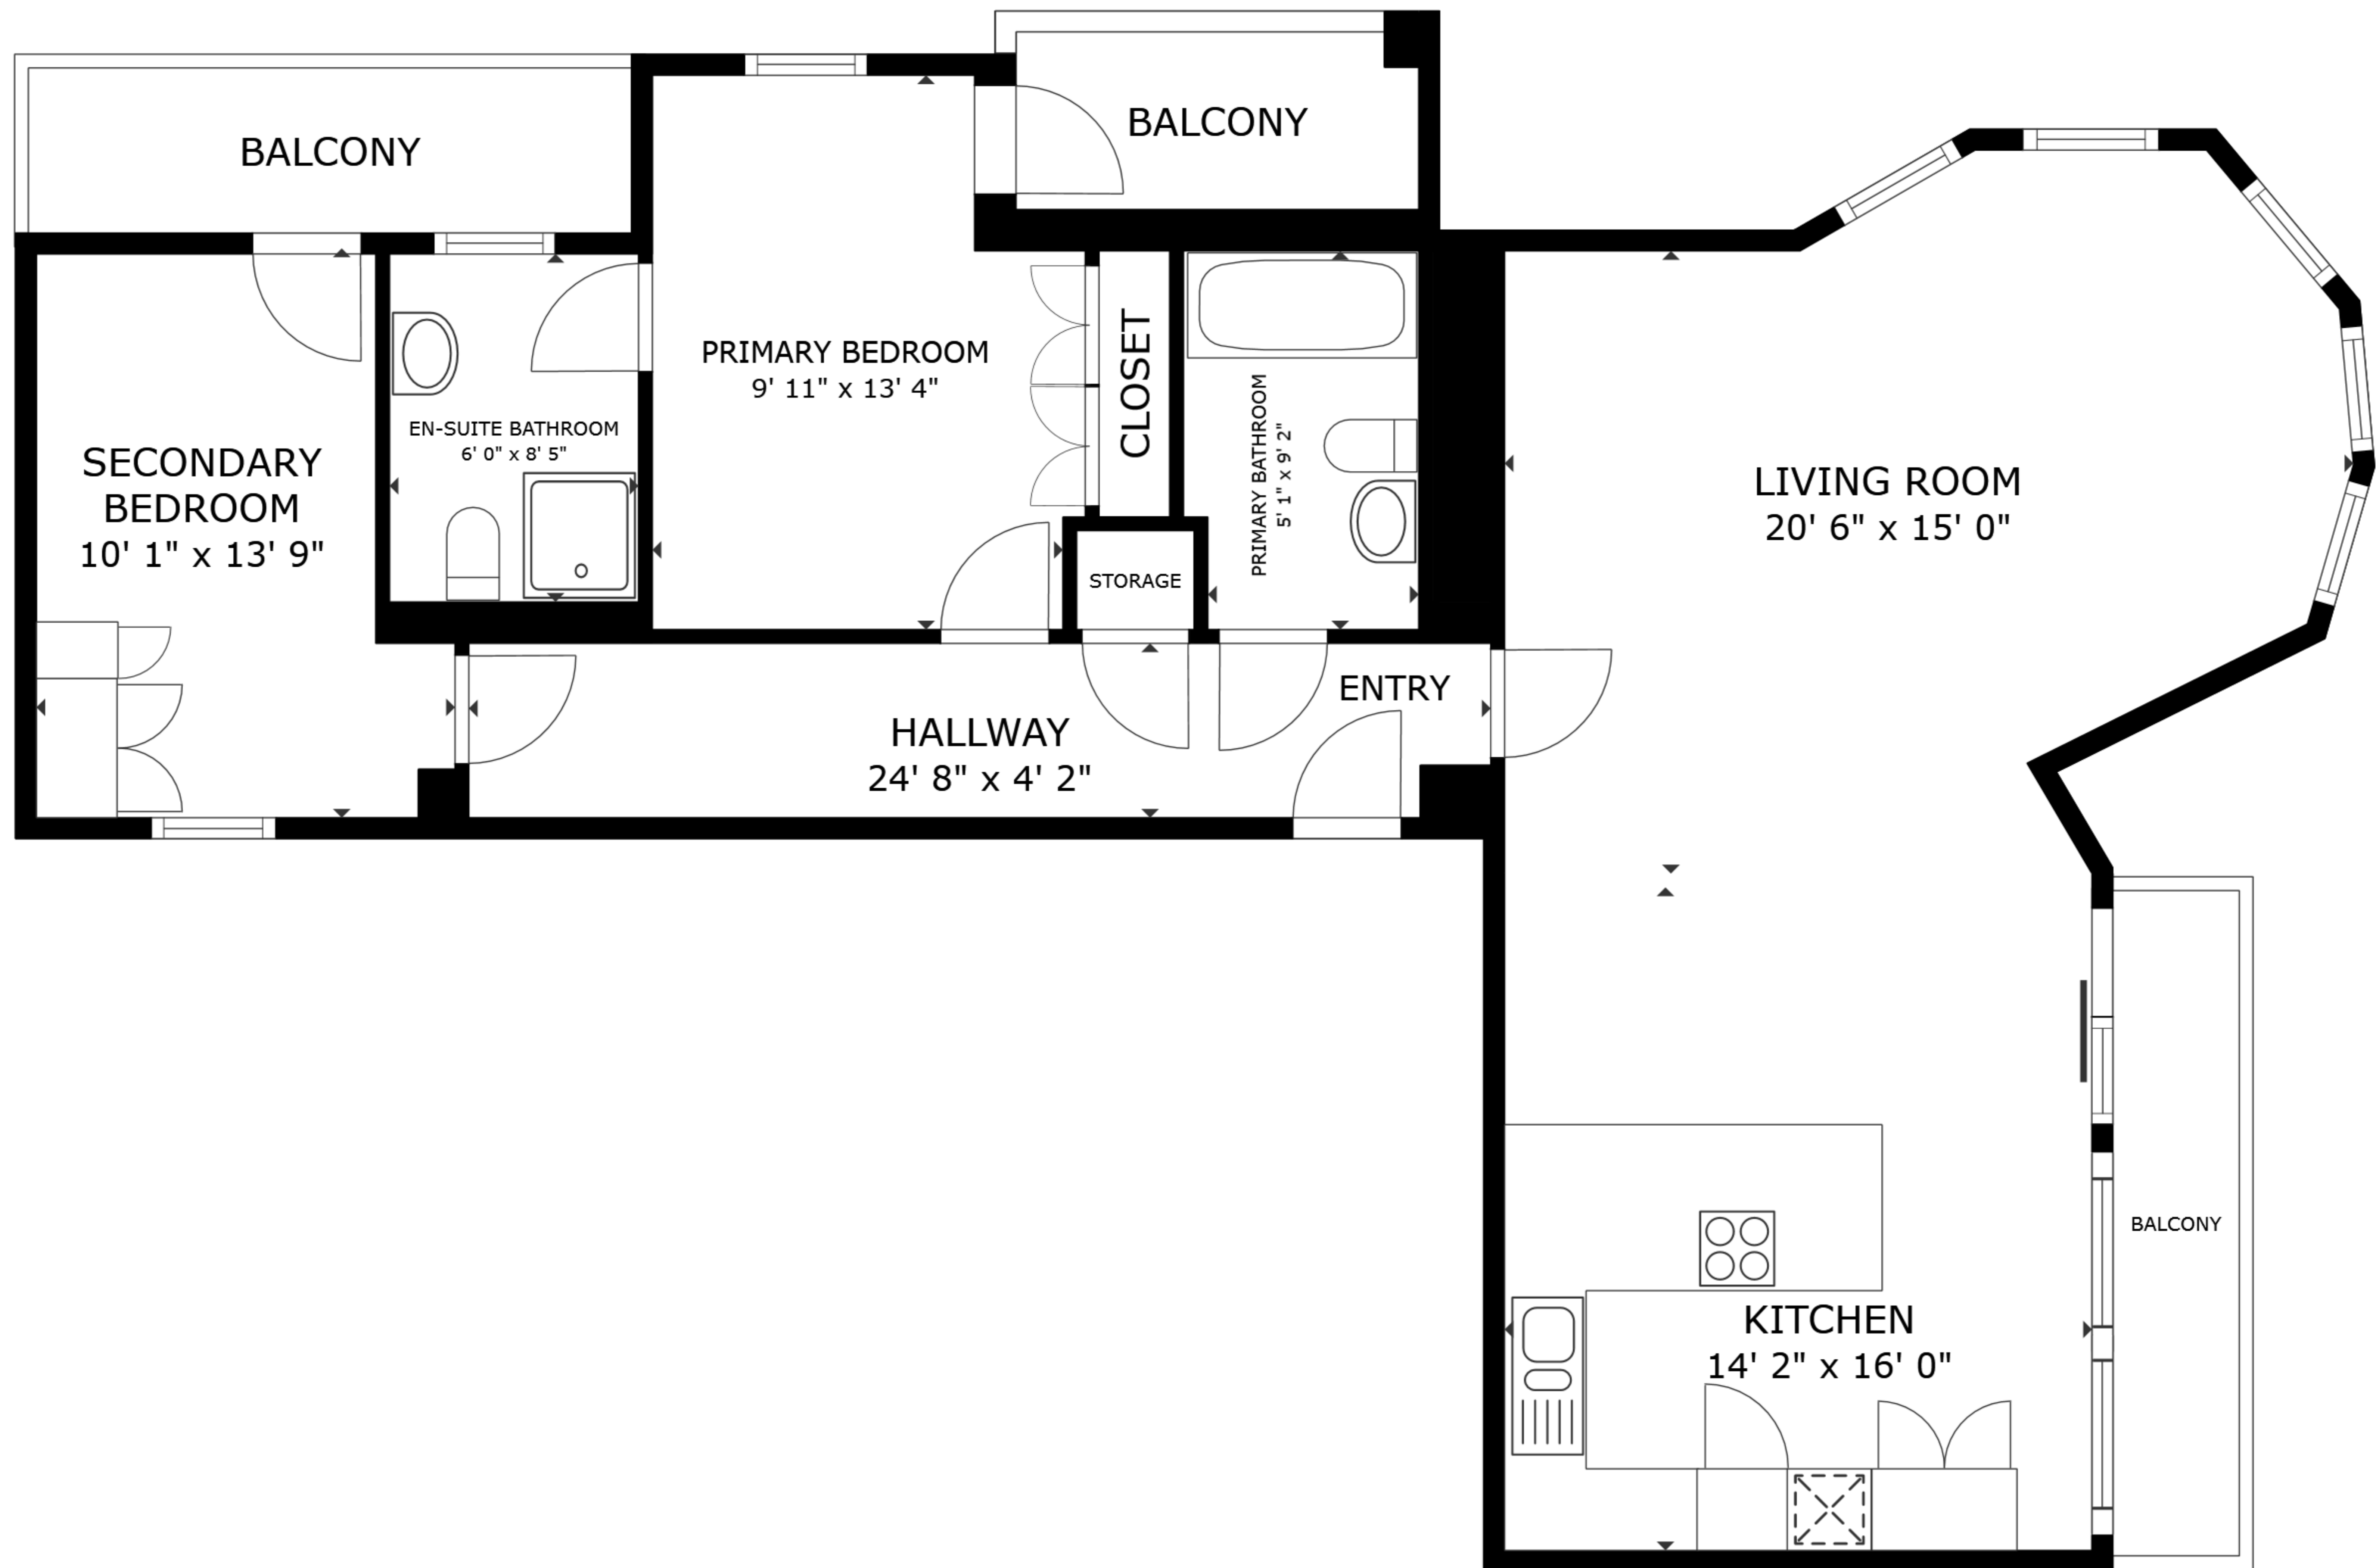 BALCONY
BALCONY
PRIMARY BEDROOM
9' 11" x 13' 4"
CLOSET
EN-SUITE BATHROOM
6' 0" x 8' 5"
SECONDARY
BEDROOM
10' 1" x 13' 9"
PRIMARY BATHROOM
5' 1" x 9' 2"
LIVING ROOM
20' 6" x 15' 0"
STORAGE
ENTRY
HALLWAY
24' 8" x 4' 2"
BALCONY
KITCHEN
14' 2" x 16' 0"